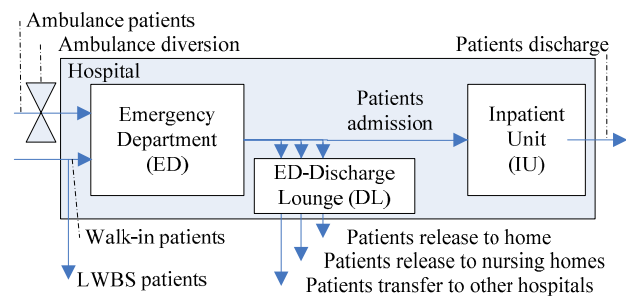 Ambulance patients
Ambulance diversion
Patients discharge
Hospital
Emergency
Department
(ED)
Patients
admission
Inpatient
Unit
(IU)
ED-Discharge
Lounge (DL)
Walk-in patients
Patients release to home
Patients release to nursing homes
LWBS patients
Patients transfer to other hospitals